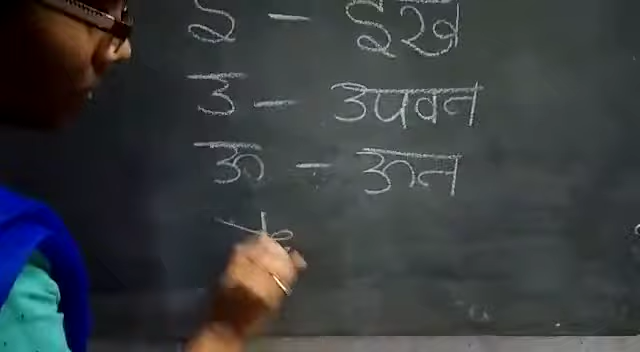 ई - ईख
उ - उपवन
ऊ - ऊन